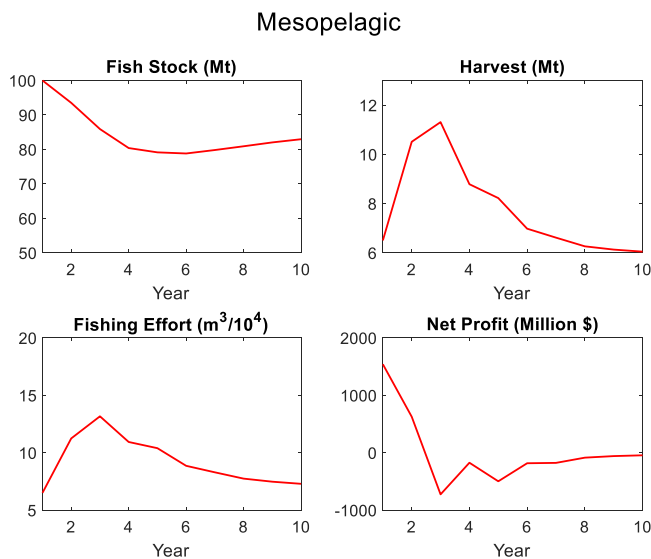 Mesopelagic
Fish Stock (Mt)
100
90
80
70
60
50
2 4 6 8 10
Year
Harvest (Mt)
12
10
8
6
2 4 6 8 10
Year
Fishing Effort (m³/10⁴)
20
15
10
5
2 4 6 8 10
Year
Net Profit (Million $)
2000
1000
0
-1000
2 4 6 8 10
Year